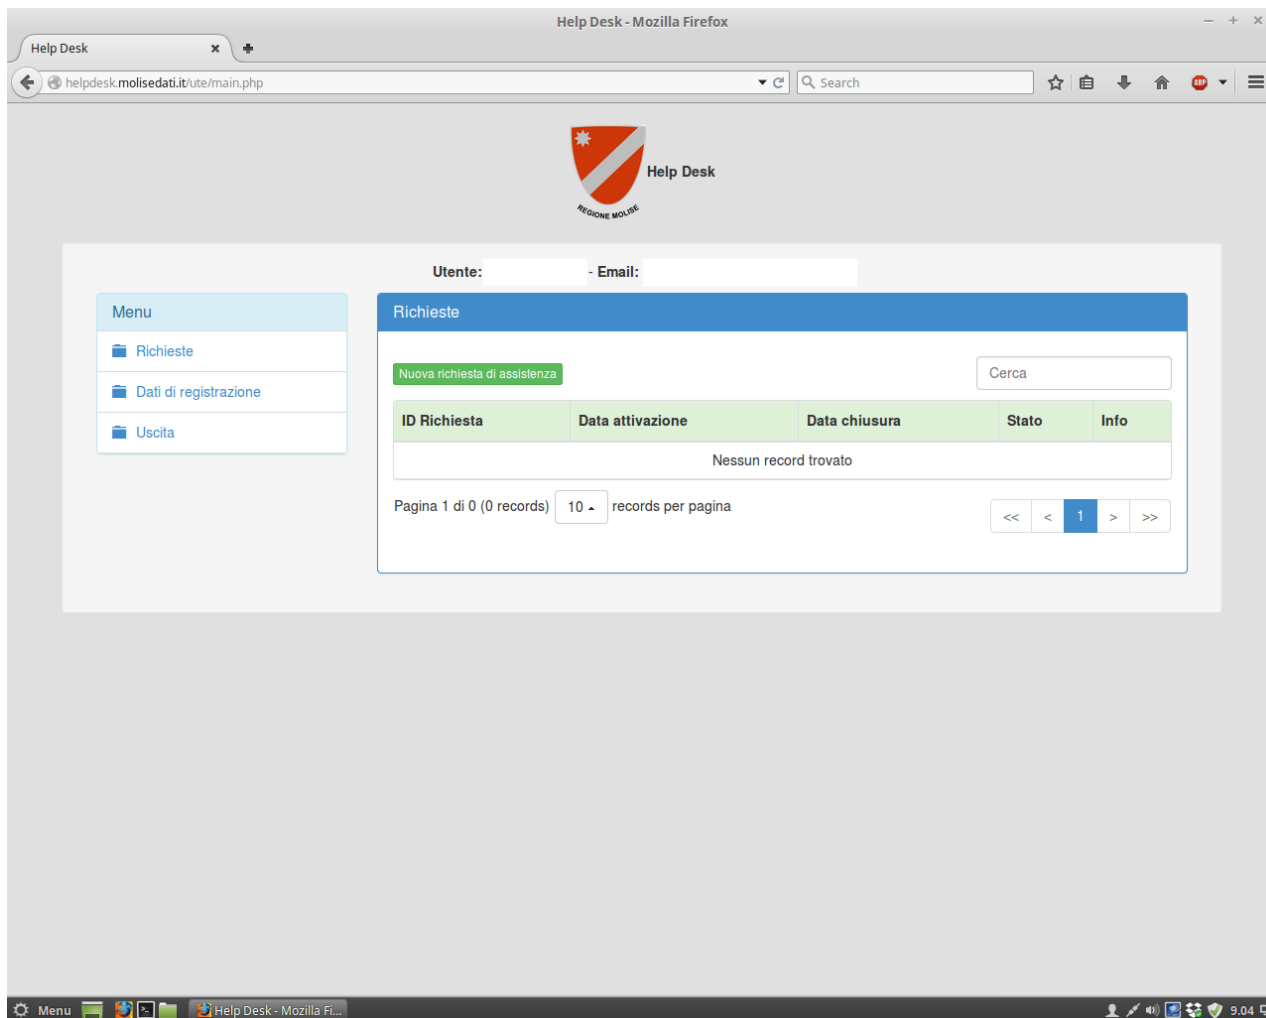 Help Desk - Mozilla Firefox
Help Desk
helpdesk.molisedati.it/ute/main.php
Search
ABP
REGIONE MOLISE
Help Desk
Utente: - Email:
Menu
Richieste
Dati di registrazione
Uscita
Richieste
Nuova richiesta di assistenza
Cerca
ID Richiesta Data attivazione Data chiusura Stato Info
Nessun record trovato
Pagina 1 di 0 (0 records) 10 records per pagina
<< < 1 > >>
Menu Help Desk - Mozilla Fi... 9.04